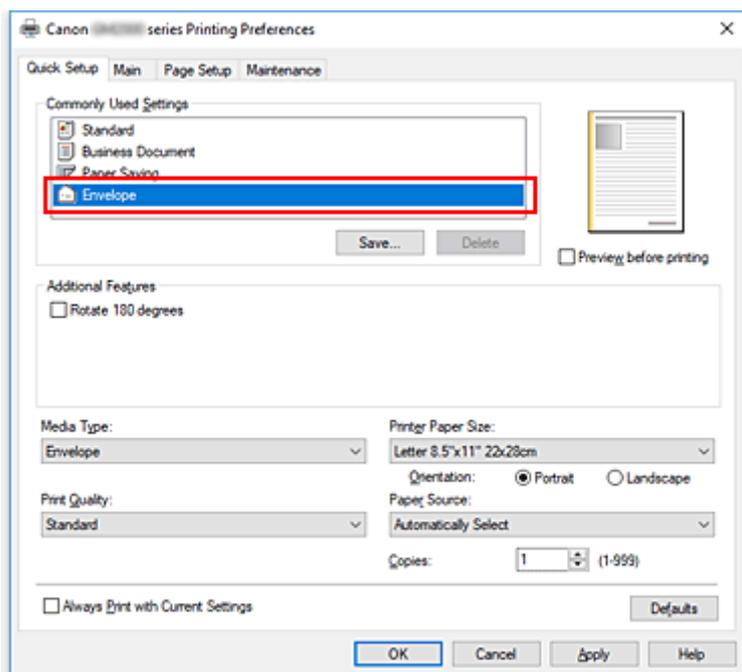 Canon series Printing Preferences
Quick Setup Main Page Setup Maintenance
Commonly Used Settings
Standard
Business Document
Paper Saving
Envelope
Save... Delete
Preview before printing
Additional Features
Rotate 180 degrees
Media Type: Printer Paper Size:
Envelope Letter 8.5"x11" 22x28cm
Orientation: Portrait Landscape
Print Quality: Paper Source:
Standard Automatically Select
Copies: 1 (1-999)
Always Print with Current Settings Defaults
OK Cancel Apply Help